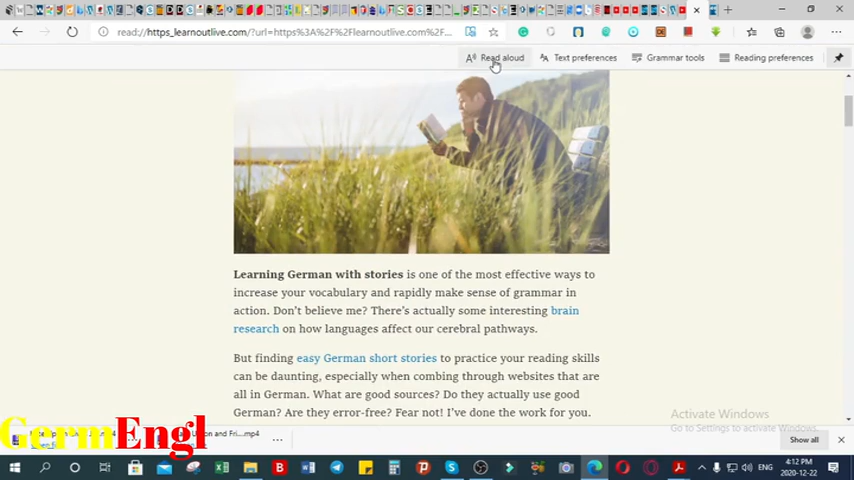 read://https_learnoutlive.com/?url=https%3A%2F%2Flearnoutlive.com%2F...
Read aloud Text preferences Grammar tools Reading preferences
Learning German with stories is one of the most effective ways to
increase your vocabulary and rapidly make sense of grammar in
action. Don't believe me? There's actually some interesting brain
research on how languages affect our cerebral pathways.
But finding easy German short stories to practice your reading skills
can be daunting, especially when combing through websites that are
all in German. What are good sources? Do they actually use good
German? Are they error-free? Fear not! I've done the work for you.
Activate Windows
Go to Settings to activate Windows.
GermEngl
.mp4
Show all
ENG
4:12 PM
2020-12-22